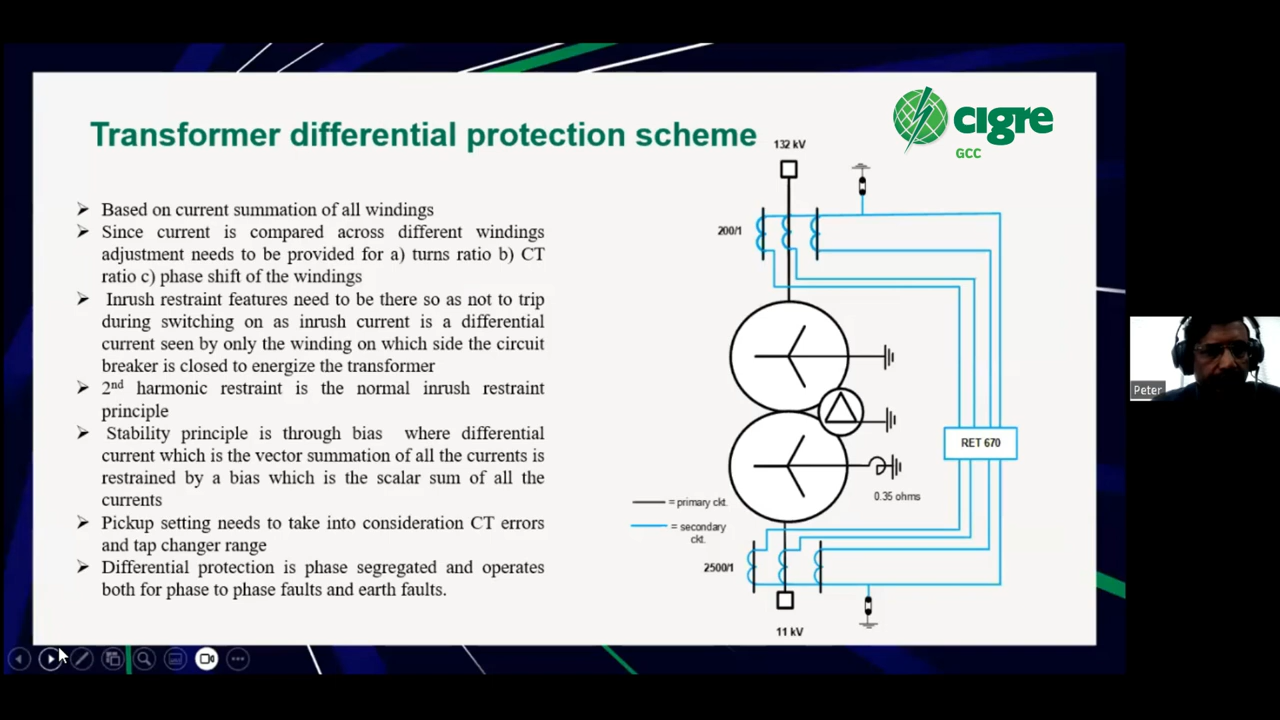 Transformer differential protection scheme
cigre
GCC
➢ Based on current summation of all windings
➢ Since current is compared across different windings
adjustment needs to be provided for a) turns ratio b) CT
ratio c) phase shift of the windings
➢ Inrush restraint features need to be there so as not to trip
during switching on as inrush current is a differential
current seen by only the winding on which side the circuit
breaker is closed to energize the transformer
➢ 2nd harmonic restraint is the normal inrush restraint
principle
➢ Stability principle is through bias where differential
current which is the vector summation of all the currents is
restrained by a bias which is the scalar sum of all the
currents
➢ Pickup setting needs to take into consideration CT errors
and tap changer range
➢ Differential protection is phase segregated and operates
both for phase to phase faults and earth faults.
132 kV
200/1
RET 670
0.35 ohms
= primary ckt.
= secondary
ckt.
2500/1
11 kV
Peter